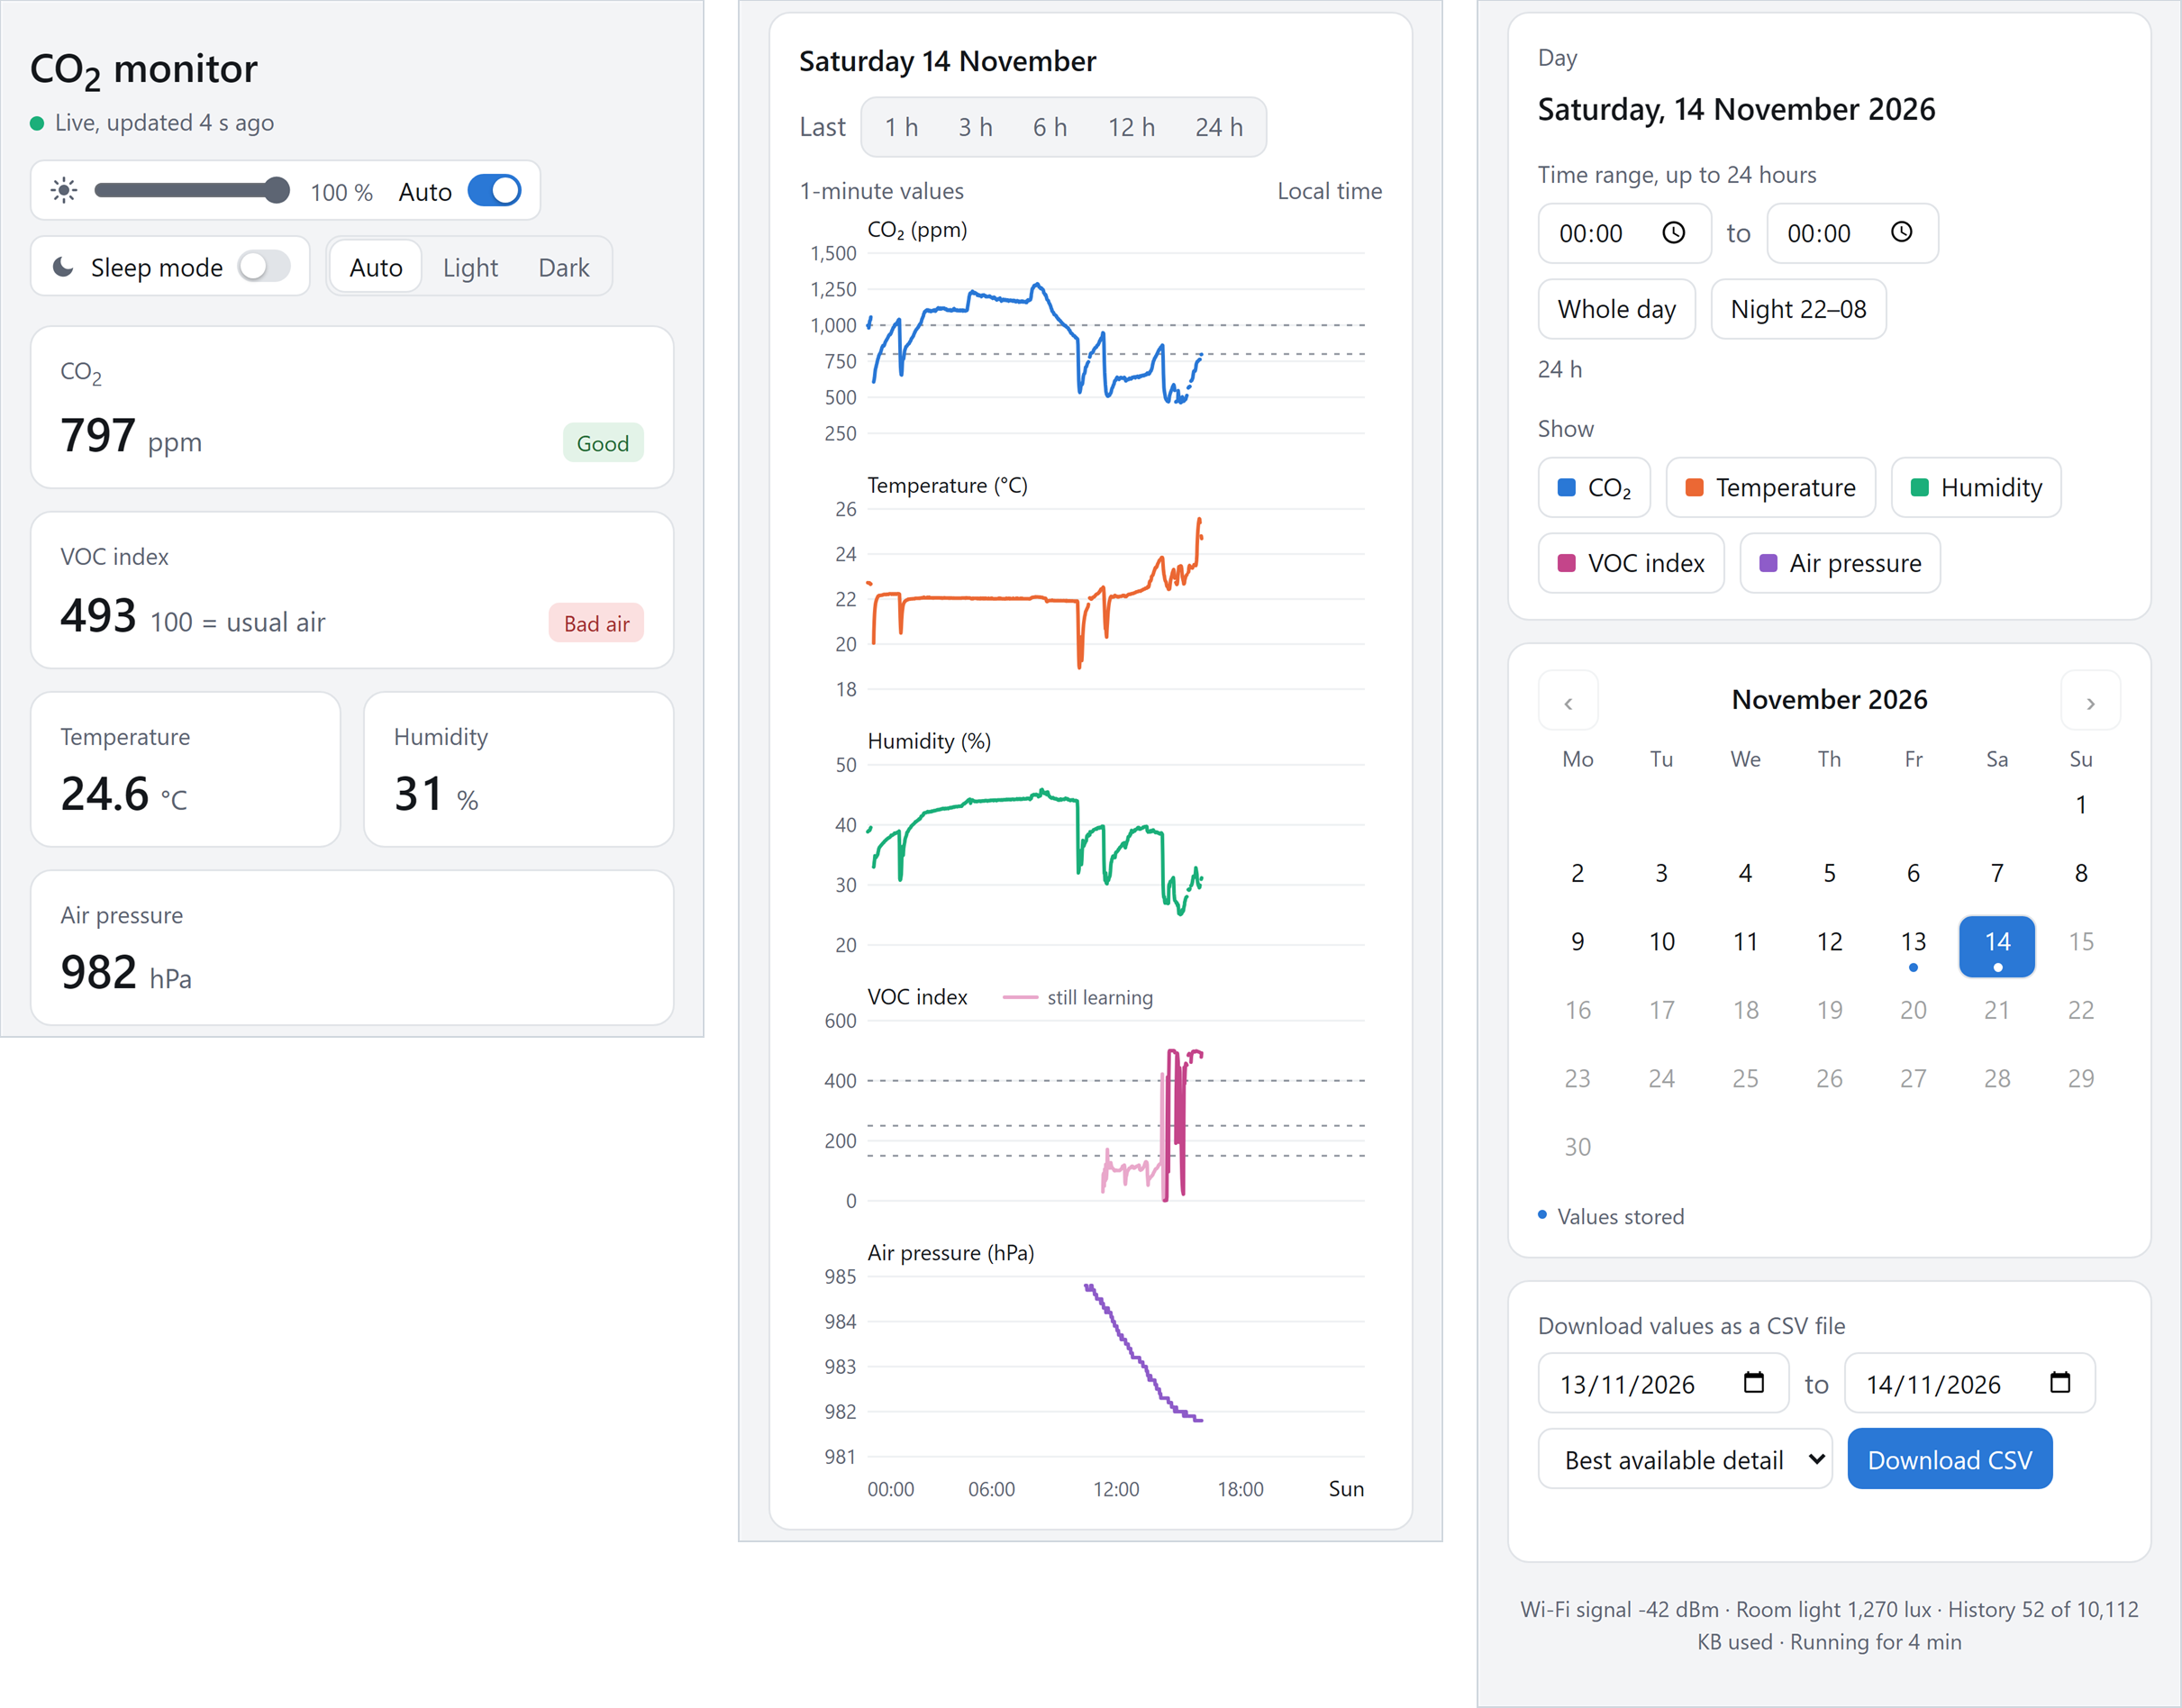 CO₂ monitor
Live, updated 4 s ago
100 % Auto
Sleep mode Auto Light Dark
CO₂
797 ppm Good
VOC index
493 100 = usual air Bad air
Temperature Humidity
24.6 °C 31 %
Air pressure
982 hPa
Saturday 14 November
Last 1 h 3 h 6 h 12 h 24 h
1-minute values Local time
CO₂ (ppm)
1,500
1,250
1,000
750
500
250
Temperature (°C)
26
24
22
20
18
Humidity (%)
50
40
30
20
VOC index still learning
600
400
200
0
Air pressure (hPa)
985
984
983
982
981
00:00 06:00 12:00 18:00 Sun
Day
Saturday, 14 November 2026
Time range, up to 24 hours
00:00 to 00:00
Whole day Night 22–08
24 h
Show
CO₂ Temperature Humidity
VOC index Air pressure
‹ November 2026 ›
Mo Tu We Th Fr Sa Su
1
2 3 4 5 6 7 8
9 10 11 12 13 14 15
16 17 18 19 20 21 22
23 24 25 26 27 28 29
30
Values stored
Download values as a CSV file
13/11/2026 to 14/11/2026
Best available detail Download CSV
Wi-Fi signal -42 dBm · Room light 1,270 lux · History 52 of 10,112
KB used · Running for 4 min